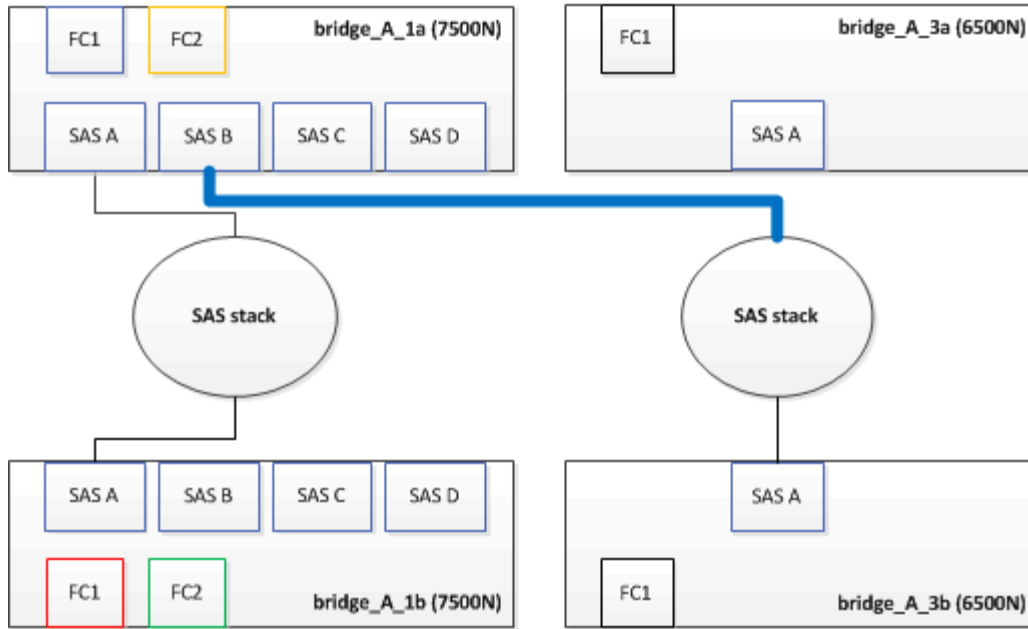 FC1
FC2
bridge_A_1a (7500N)
SAS A
SAS B
SAS C
SAS D
FC1
bridge_A_3a (6500N)
SAS A
SAS stack
SAS stack
SAS A
SAS B
SAS C
SAS D
FC1
FC2
bridge_A_1b (7500N)
SAS A
FC1
bridge_A_3b (6500N)